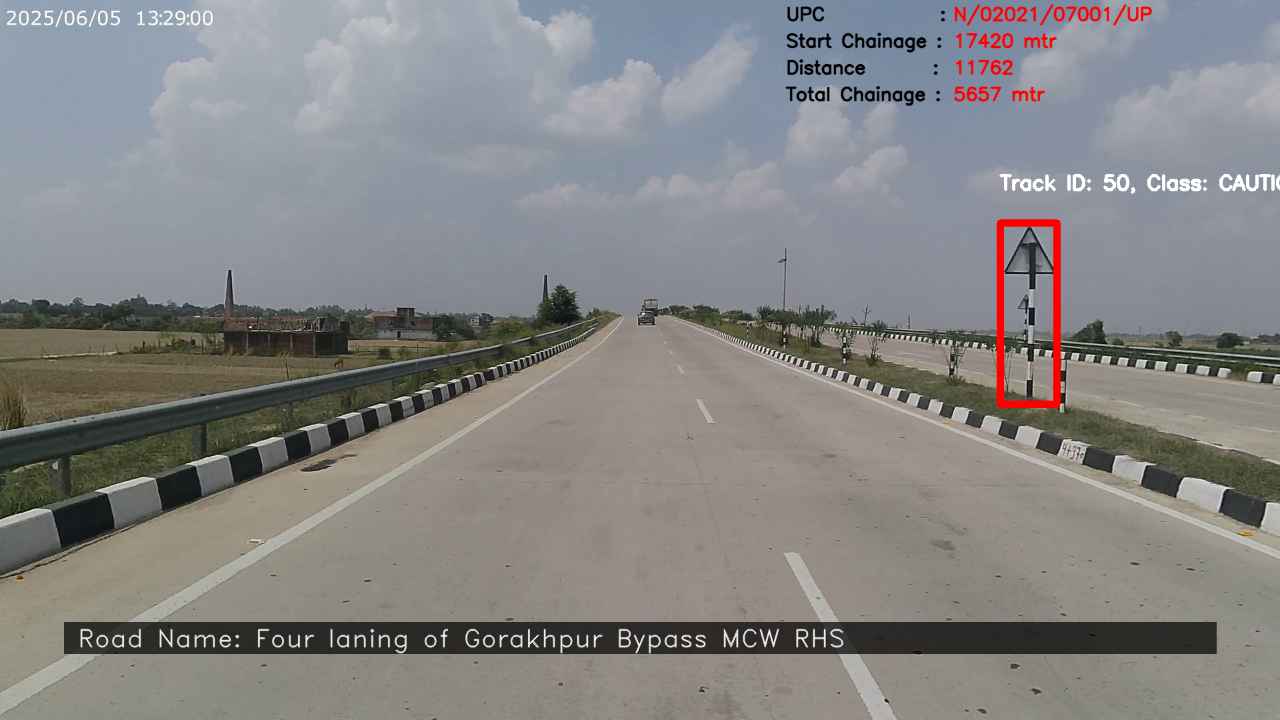 2025/06/05 13:29:00
UPC : N/02021/07001/UP
Start Chainage : 17420 mtr
Distance : 11762
Total Chainage : 5657 mtr
Track ID: 50, Class: CAUTIO
Road Name: Four laning of Gorakhpur Bypass MCW RHS